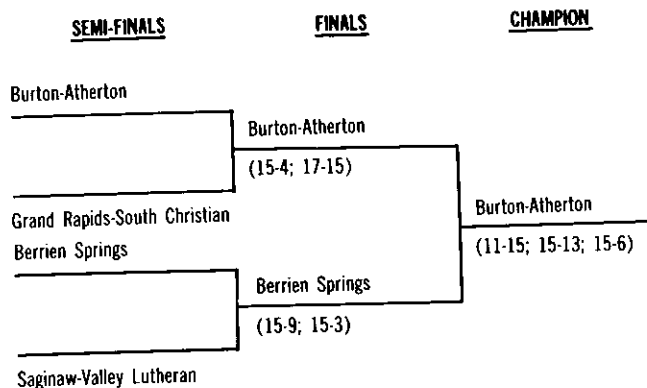 SEMI-FINALS FINALS CHAMPION
Burton-Atherton
Burton-Atherton
(15-4; 17-15)
Grand Rapids-South Christian
Burton-Atherton
(11-15; 15-13; 15-6)
Berrien Springs
Berrien Springs
(15-9; 15-3)
Saginaw-Valley Lutheran